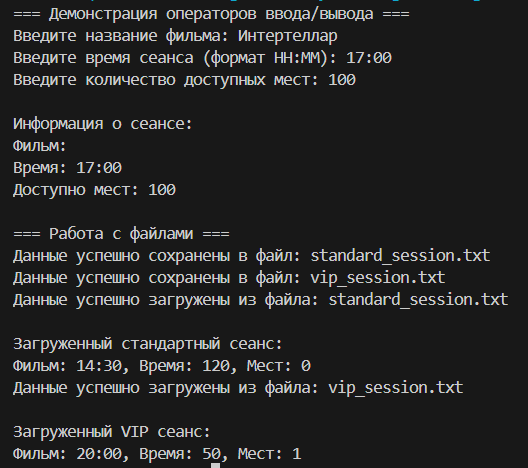 === Демонстрация операторов ввода/вывода ===
Введите название фильма: Интертеллар
Введите время сеанса (формат HH:MM): 17:00
Введите количество доступных мест: 100
Информация о сеансе:
Фильм:
Время: 17:00
Доступно мест: 100
=== Работа с файлами ===
Данные успешно сохранены в файл: standard_session.txt
Данные успешно сохранены в файл: vip_session.txt
Данные успешно загружены из файла: standard_session.txt
Загруженный стандартный сеанс:
Фильм: 14:30, Время: 120, Мест: 0
Данные успешно загружены из файла: vip_session.txt
Загруженный VIP сеанс:
Фильм: 20:00, Время: 50, Мест: 1